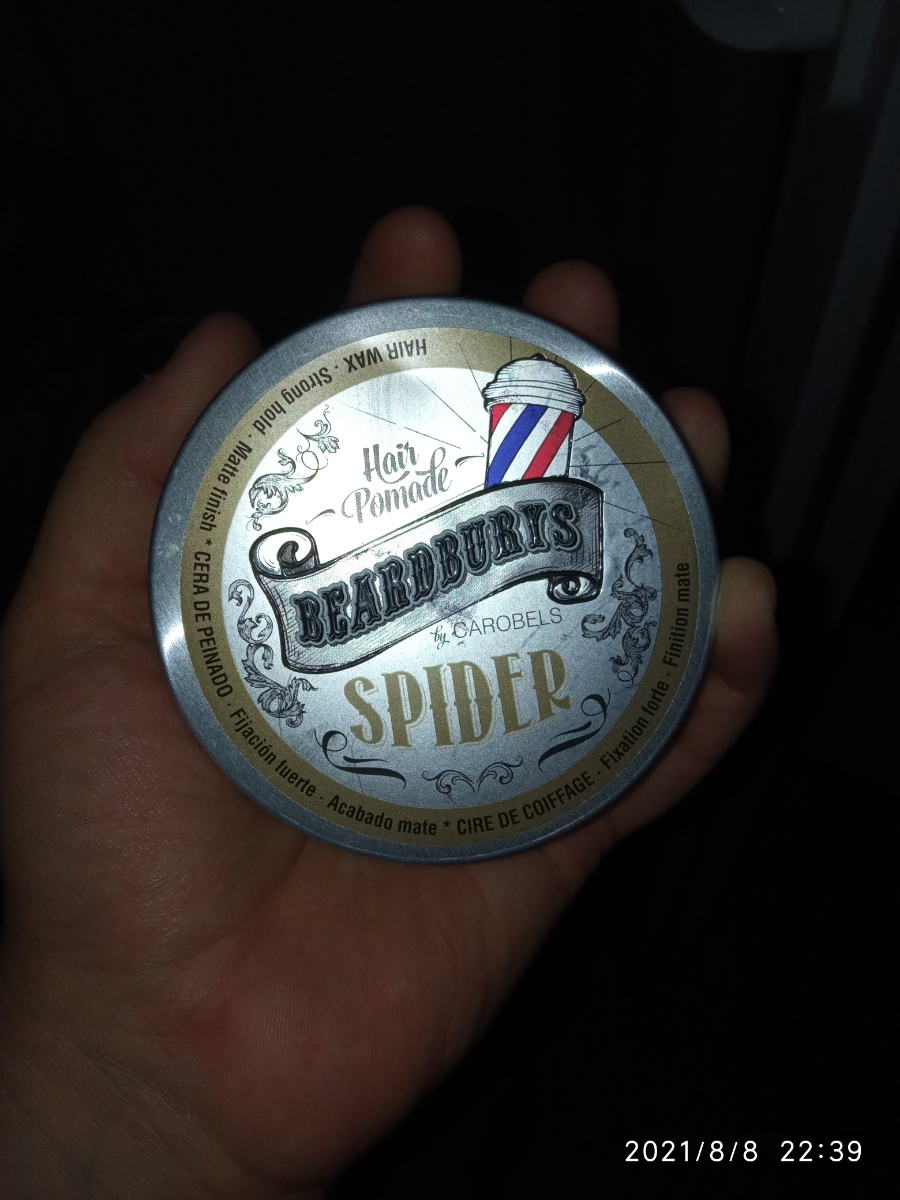 Hair
Pomade
BEARDBURYS
by CAROBELS
SPIDER
HAIR WAX · Strong hold · Matte finish * CERA DE PEINADO · Fijación fuerte · Acabado mate * CIRE DE COIFFAGE · Fixation forte · Finition mate
2021/8/8 22:39